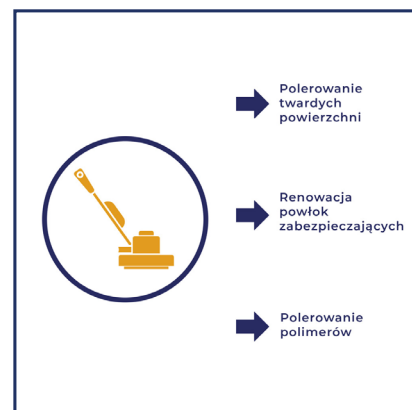 Polerowanie
twardych
powierzchni
Renowacja
powłok
zabezpieczających
Polerowanie
polimerów